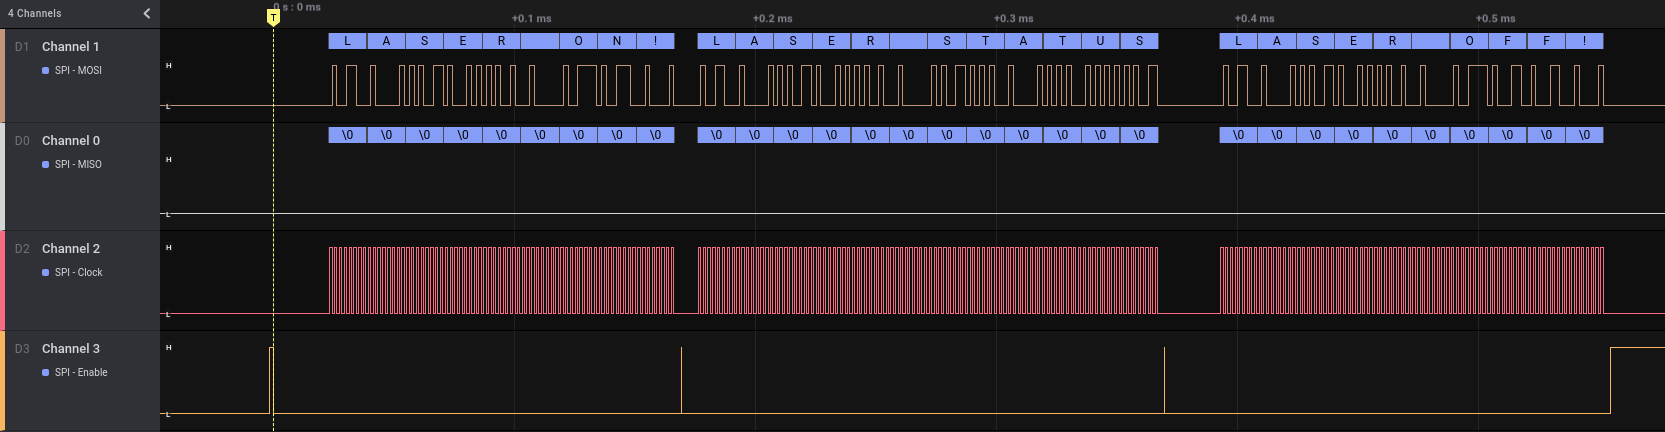 4 Channels
0 s : 0 ms
+0.1 ms +0.2 ms +0.3 ms +0.4 ms +0.5 ms
T
D1 Channel 1
SPI - MOSI
H
L
L A S E R O N ! L A S E R S T A T U S L A S E R O F F !
D0 Channel 0
SPI - MISO
H
L
\0 \0 \0 \0 \0 \0 \0 \0 \0 \0 \0 \0 \0 \0 \0 \0 \0 \0 \0 \0 \0 \0 \0 \0 \0 \0 \0 \0 \0 \0 \0
D2 Channel 2
SPI - Clock
H
L
D3 Channel 3
SPI - Enable
H
L